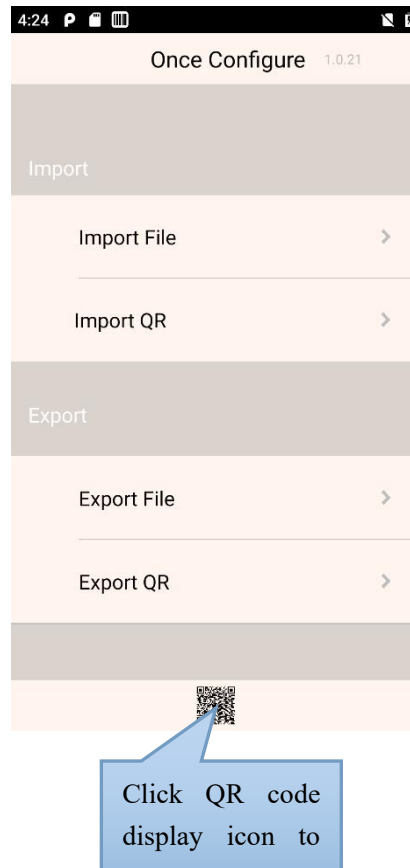 4:24
Once Configure 1.0.21
Import
Import File
Import QR
Export
Export File
Export QR
Click QR code
display icon to